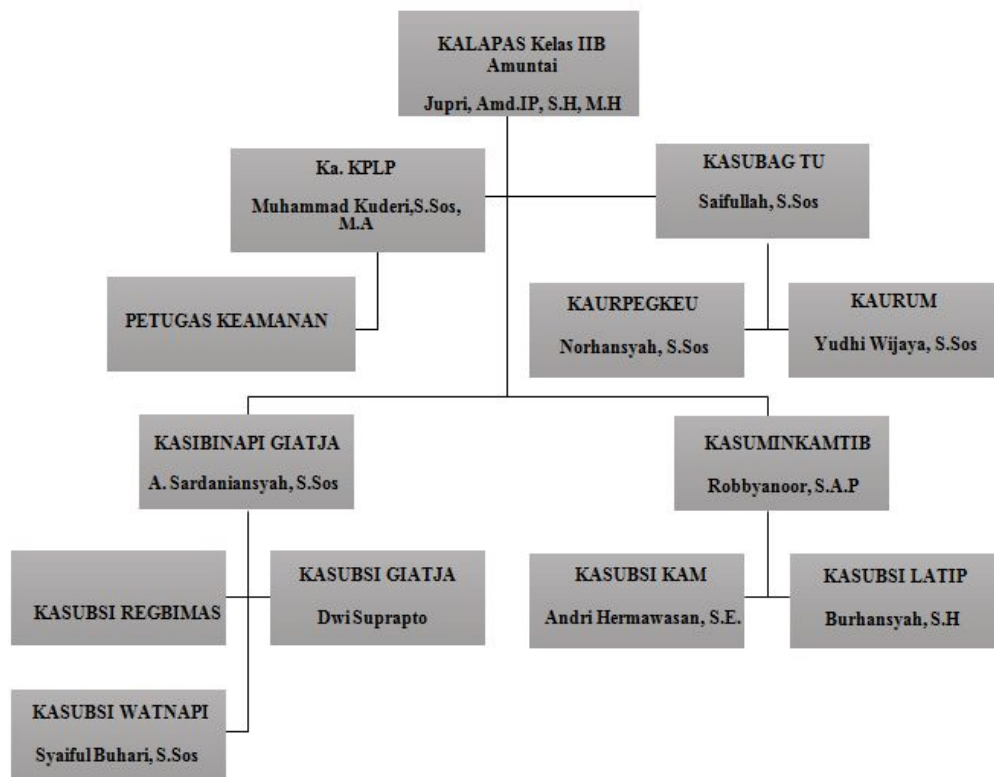 KALAPAS Kelas IIB
Amuntai
Jupri, Amd.IP, S.H, M.H
Ka. KPLP
Muhammad Kuderi,S.Sos,
M.A
KASUBAG TU
Saifullah, S.Sos
PETUGAS KEAMANAN
KAURPEGKEU
Norhansyah, S.Sos
KAURUM
Yudhi Wijaya, S.Sos
KASIBINAPI GIATJA
A. Sardaniansyah, S.Sos
KASUMINKAMTIB
Robbyanoor, S.A.P
KASUBSI REGBIMAS
KASUBSI GIATJA
Dwi Suprapto
KASUBSI KAM
Andri Hermawasan, S.E.
KASUBSI LATIP
Burhansyah, S.H
KASUBSI WATNAPI
Syaiful Buhari, S.Sos